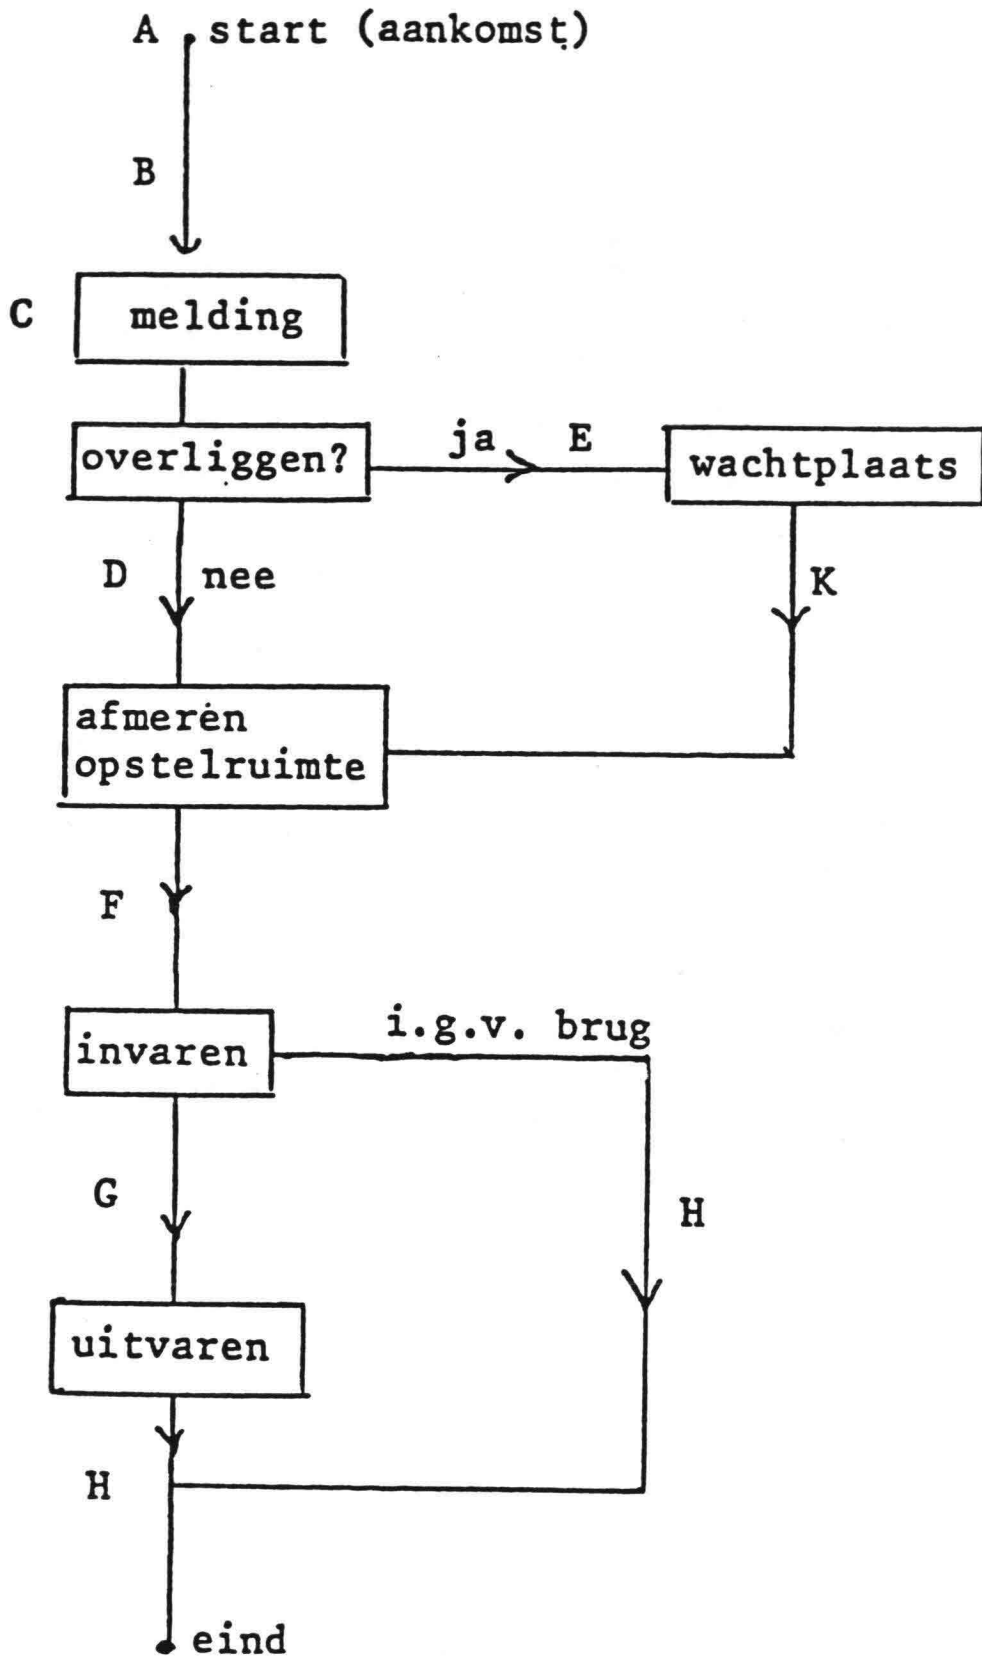 A start (aankomst)
B
C melding
overliggen? ja E wachtplaats
D nee K
afmeren
opstelruimte
F
invaren i.g.v. brug
G H
uitvaren
H
eind